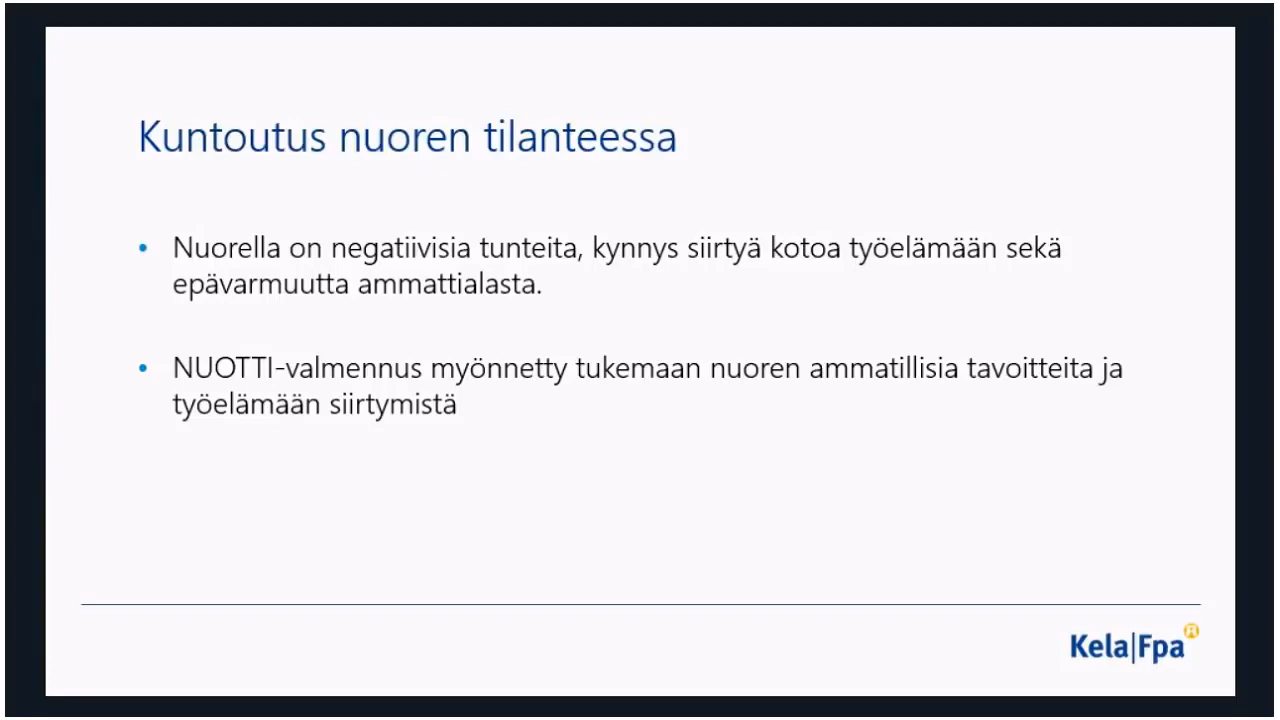 Kuntoutus nuoren tilanteessa
• Nuorella on negatiivisia tunteita, kynnys siirtyä kotoa työelämään sekä
epävarmuutta ammattialasta.
• NUOTTI-valmennus myönnetty tukemaan nuoren ammatillisia tavoitteita ja
työelämään siirtymistä
Kela|Fpa